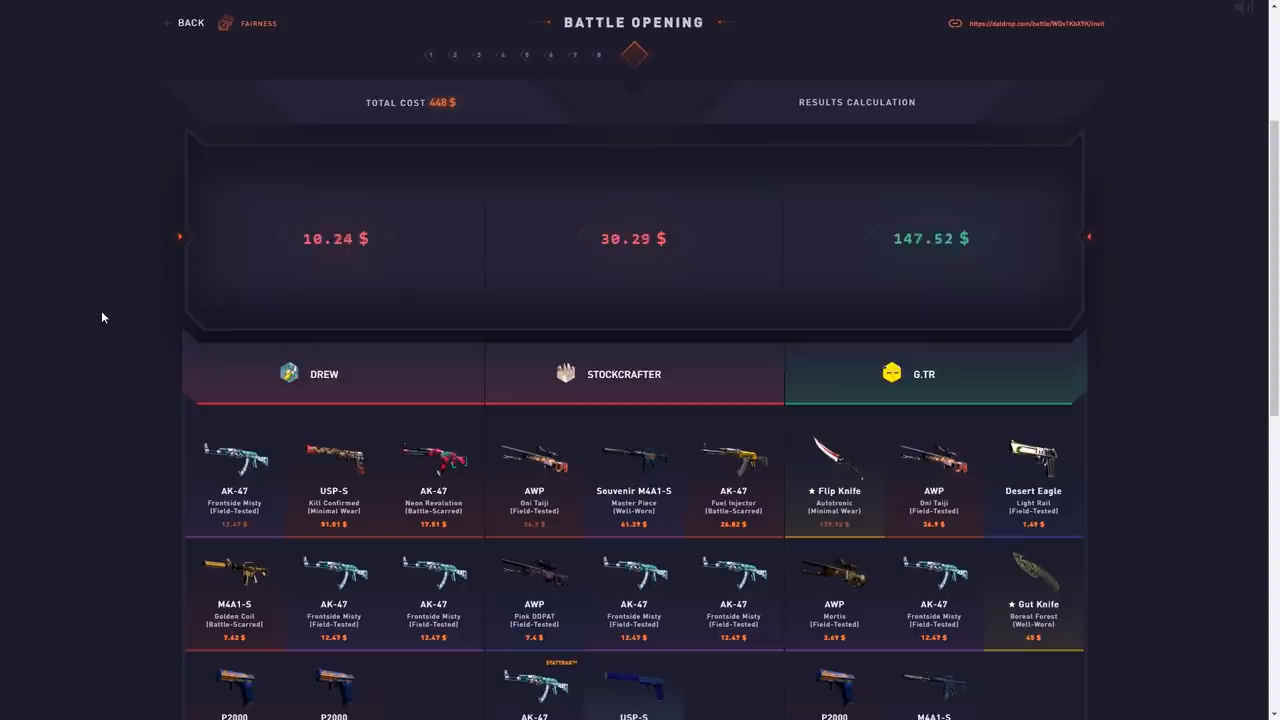 BACK
FAIRNESS
BATTLE OPENING
https://datdrop.com/battle/WDv1KbX9K/invit
1 2 3 4 5 6 7 8
TOTAL COST 448 $
RESULTS CALCULATION
10.24 $
30.29 $
147.52 $
DREW
STOCKCRAFTER
G.TR
AK-47
Frontside Misty
(Field-Tested)
12.47 $
USP-S
Kill Confirmed
(Minimal Wear)
51.01 $
AK-47
Neon Revolution
(Battle-Scarred)
17.51 $
AWP
Oni Taiji
(Field-Tested)
36.9 $
Souvenir M4A1-S
Master Piece
(Well-Worn)
61.29 $
AK-47
Fuel Injector
(Battle-Scarred)
26.82 $
★ Flip Knife
Autotronic
(Minimal Wear)
179.72 $
AWP
Oni Taiji
(Field-Tested)
36.9 $
Desert Eagle
Light Rail
(Field-Tested)
1.49 $
M4A1-S
Golden Coil
(Battle-Scarred)
7.62 $
AK-47
Frontside Misty
(Field-Tested)
12.47 $
AK-47
Frontside Misty
(Field-Tested)
12.47 $
AWP
Pink DDPAT
(Field-Tested)
7.4 $
AK-47
Frontside Misty
(Field-Tested)
12.47 $
AK-47
Frontside Misty
(Field-Tested)
12.47 $
AWP
Mortis
(Field-Tested)
3.69 $
AK-47
Frontside Misty
(Field-Tested)
12.47 $
★ Gut Knife
Boreal Forest
(Well-Worn)
45 $
P2000
P2000
STATTRAK™
AK-47
USP-S
P2000
M4A1-S